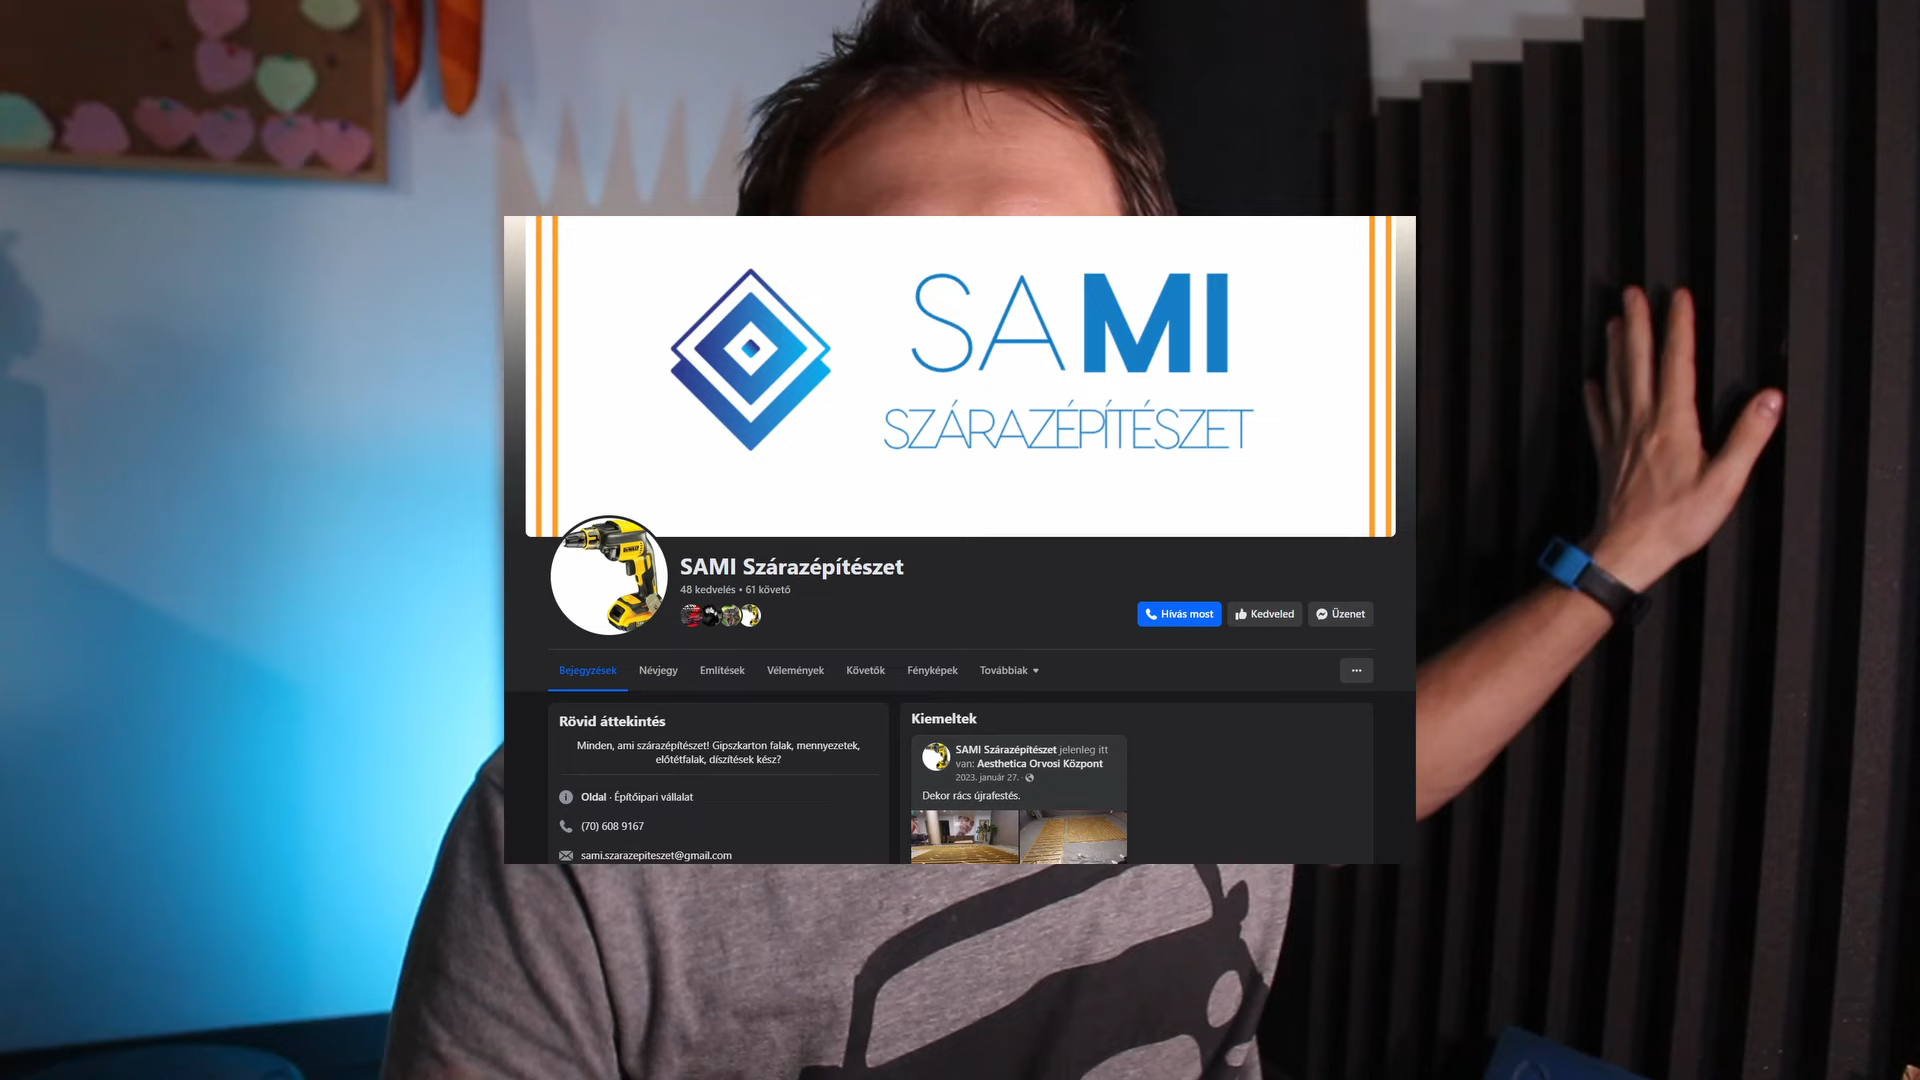 SAMI
SZÁRAZÉPÍTÉSZET
DEWALT
SAMI Szárazépítészet
48 kedvelés • 61 követő
Hívás most
Kedveled
Üzenet
Bejegyzések
Névjegy
Említések
Vélemények
Követők
Fényképek
Továbbiak
Rövid áttekintés
Minden, ami szárazépítészet! Gipszkarton falak, mennyezetek,
előtétfalak, díszítések kész?
Oldal · Építőipari vállalat
(70) 608 9167
sami.szarazepiteszet@gmail.com
Kiemeltek
SAMI Szárazépítészet jelenleg itt
van: Aesthetica Orvosi Központ
2023. január 27. ·
Dekor rács újrafestés.